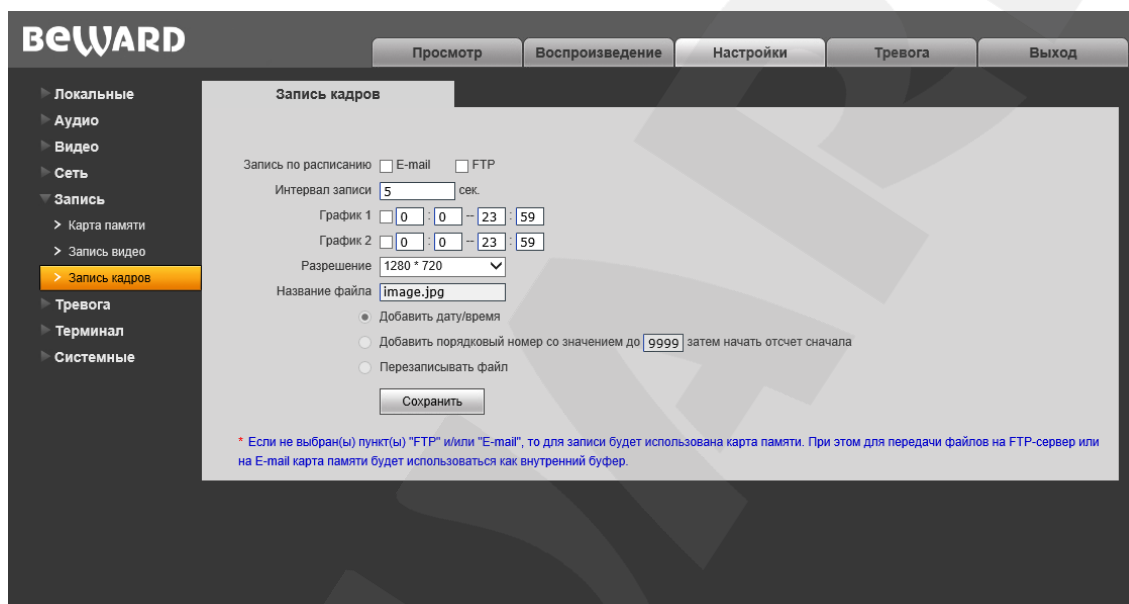 BEWARD
Просмотр Воспроизведение Настройки Тревога Выход
Локальные
Аудио
Видео
Сеть
Запись
> Карта памяти
> Запись видео
> Запись кадров
Тревога
Терминал
Системные
Запись кадров
Запись по расписанию E-mail FTP
Интервал записи 5 сек.
График 1 0 : 0 -- 23 : 59
График 2 0 : 0 -- 23 : 59
Разрешение 1280 * 720
Название файла image.jpg
Добавить дату/время
Добавить порядковый номер со значением до 9999 затем начать отсчет сначала
Перезаписывать файл
Сохранить
* Если не выбран(ы) пункт(ы) "FTP" и/или "E-mail", то для записи будет использована карта памяти. При этом для передачи файлов на FTP-сервер или
на E-mail карта памяти будет использоваться как внутренний буфер.